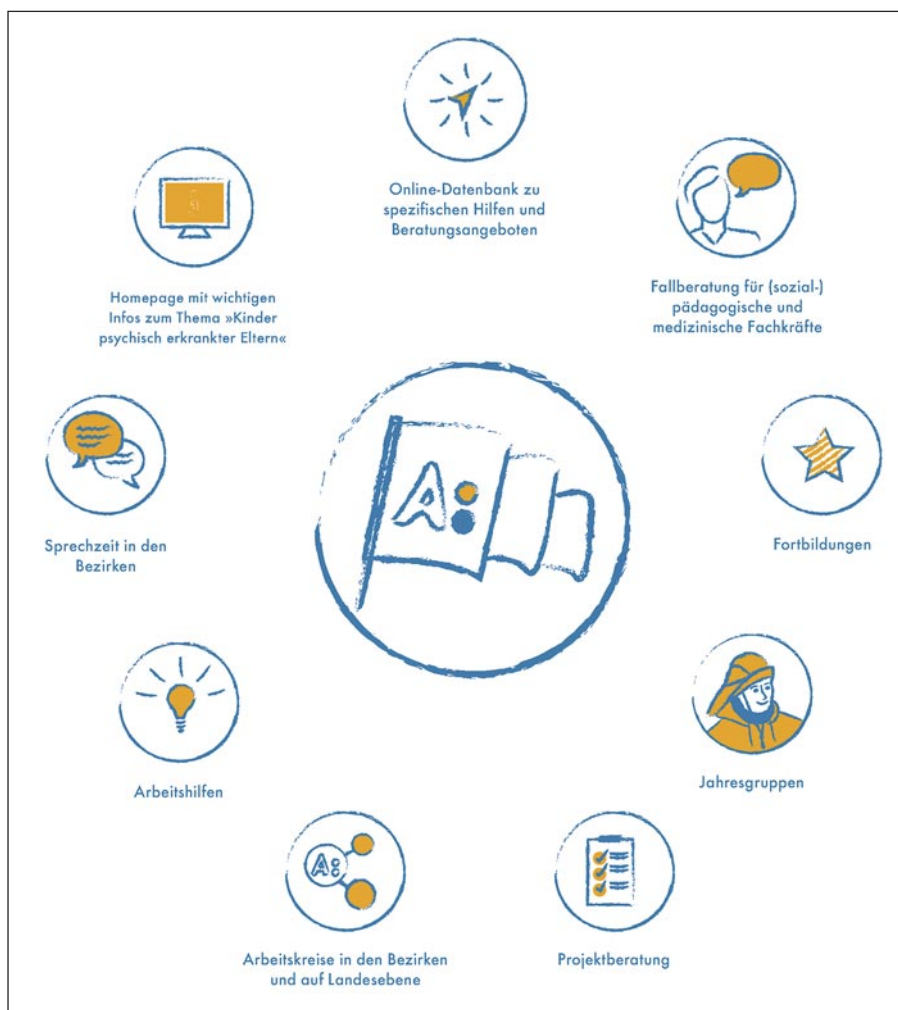 Online-Datenbank zu
spezifischen Hilfen und
Beratungsangeboten
Fallberatung für (sozial-)
pädagogische und
medizinische Fachkräfte
Fortbildungen
Jahresgruppen
Projektberatung
Arbeitskreise in den Bezirken
und auf Landesebene
Arbeitshilfen
Sprechzeit in den
Bezirken
Homepage mit wichtigen
Infos zum Thema »Kinder
psychisch erkrankter Eltern«
A:
A: